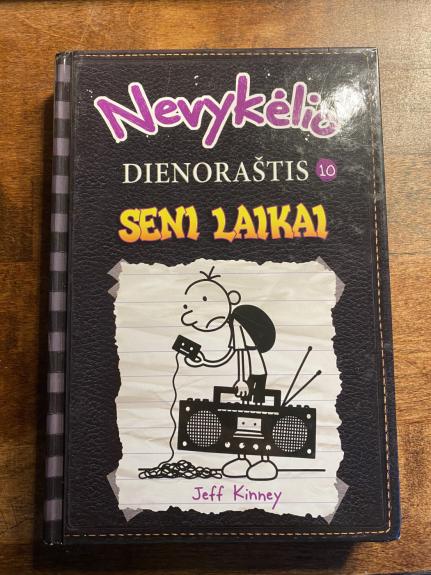 Nevykėlio
DIENORAŠTIS 10
SENI LAIKAI
Jeff Kinney